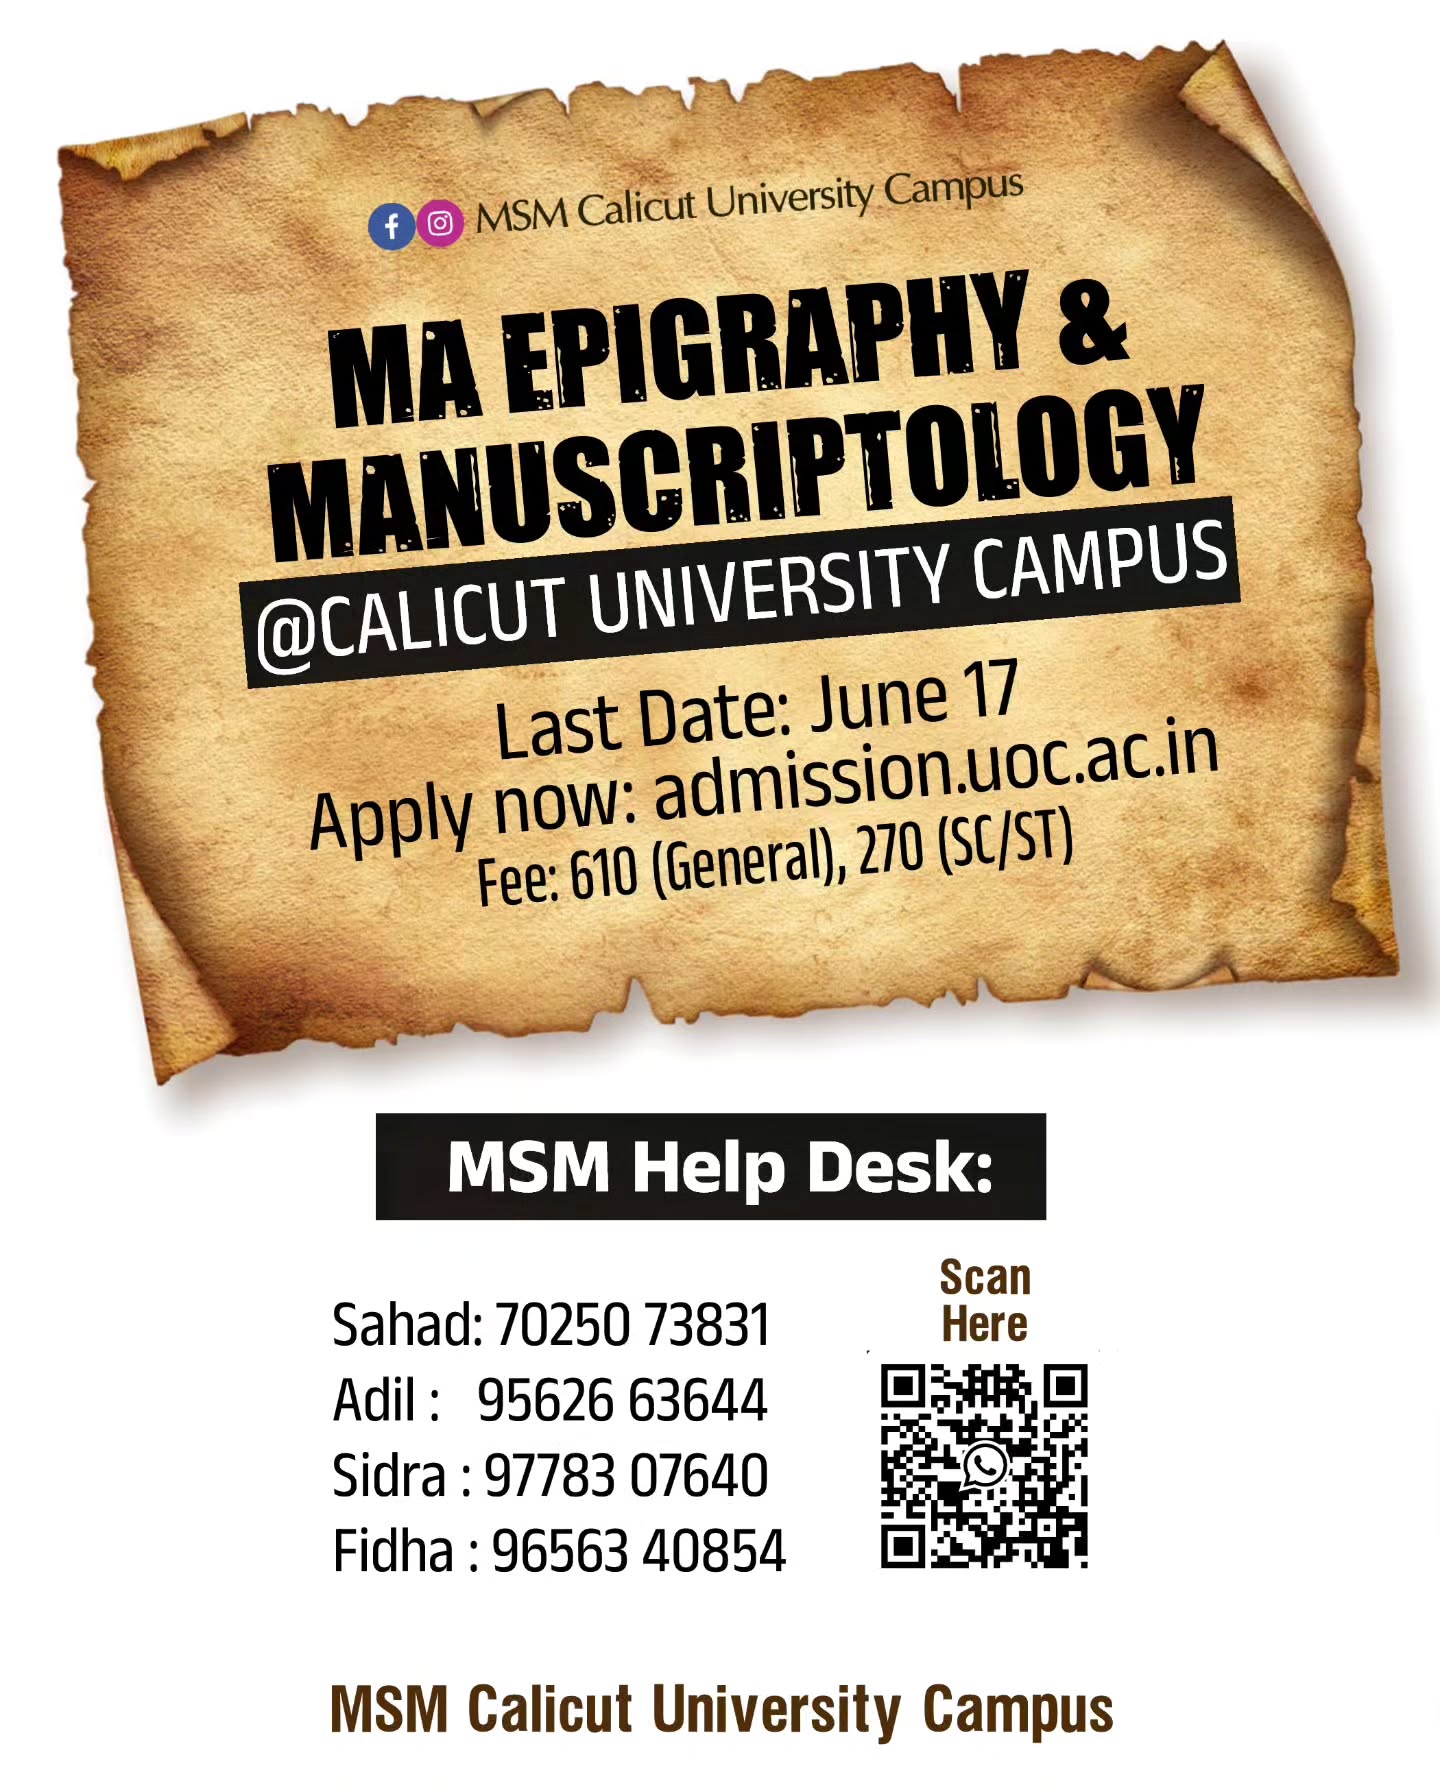 MSM Calicut University Campus
MA EPIGRAPHY &
MANUSCRIPTOLOGY
@CALICUT UNIVERSITY CAMPUS
Last Date: June 17
Apply now: admission.uoc.ac.in
Fee: 610 (General), 270 (SC/ST)
MSM Help Desk:
Scan
Here
Sahad: 70250 73831
Adil : 95626 63644
Sidra : 97783 07640
Fidha : 96563 40854
MSM Calicut University Campus